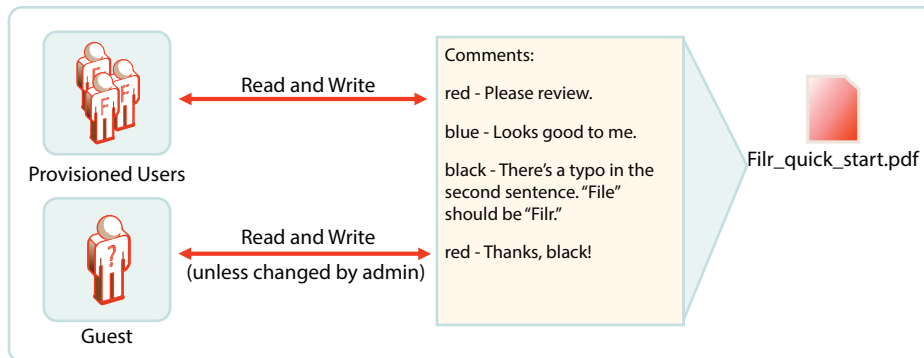 F F F
Provisioned Users
Read and Write
?
Guest
Read and Write
(unless changed by admin)
Comments:
red - Please review.
blue - Looks good to me.
black - There’s a typo in the
second sentence. “File”
should be “Filr.”
red - Thanks, black!
Filr_quick_start.pdf